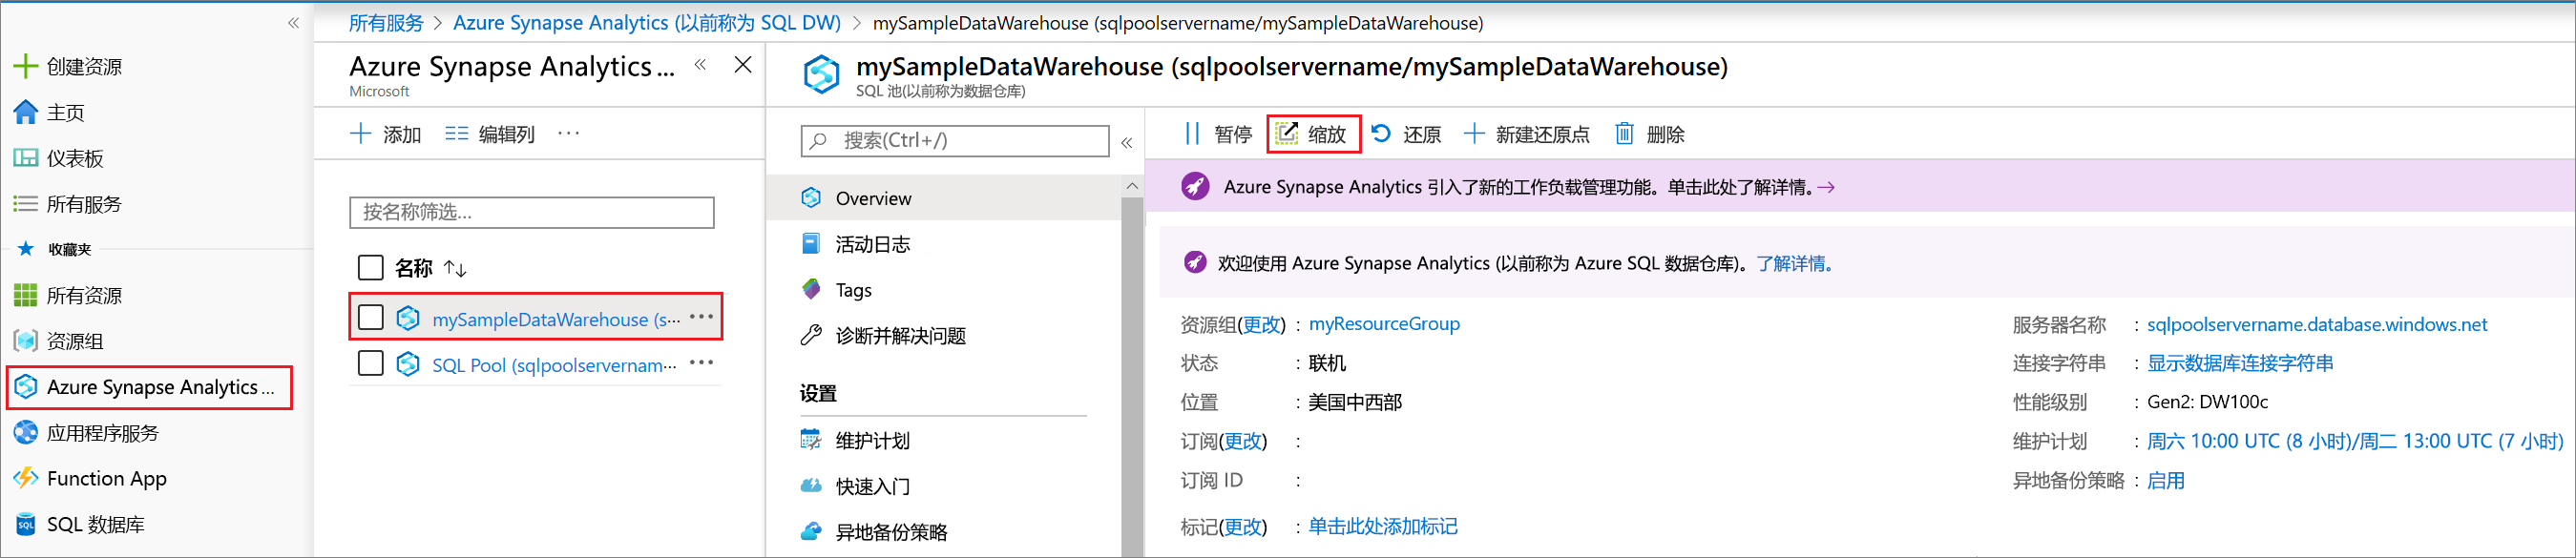 所有服务 > Azure Synapse Analytics (以前称为 SQL DW) > mySampleDataWarehouse (sqlpoolservername/mySampleDataWarehouse)
创建资源
主页
仪表板
所有服务
收藏夹
所有资源
资源组
Azure Synapse Analytics ...
应用程序服务
Function App
SQL 数据库
Azure Synapse Analytics ...
Microsoft
添加 编辑列 ...
按名称筛选...
名称
mySampleDataWarehouse (s... ...
SQL Pool (sqlpoolservernam... ...
mySampleDataWarehouse (sqlpoolservername/mySampleDataWarehouse)
SQL 池(以前称为数据仓库)
搜索(Ctrl+/)
Overview
活动日志
Tags
诊断并解决问题
设置
维护计划
快速入门
异地备份策略
暂停 缩放 还原 新建还原点 删除
Azure Synapse Analytics 引入了新的工作负载管理功能。单击此处了解详情。→
欢迎使用 Azure Synapse Analytics (以前称为 Azure SQL 数据仓库)。了解详情。
资源组(更改) : myResourceGroup
状态 : 联机
位置 : 美国中西部
订阅(更改) :
订阅 ID :
标记(更改) : 单击此处添加标记
服务器名称 : sqlpoolservername.database.windows.net
连接字符串 : 显示数据库连接字符串
性能级别 : Gen2: DW100c
维护计划 : 周六 10:00 UTC (8 小时)/周二 13:00 UTC (7 小时)
异地备份策略 : 启用